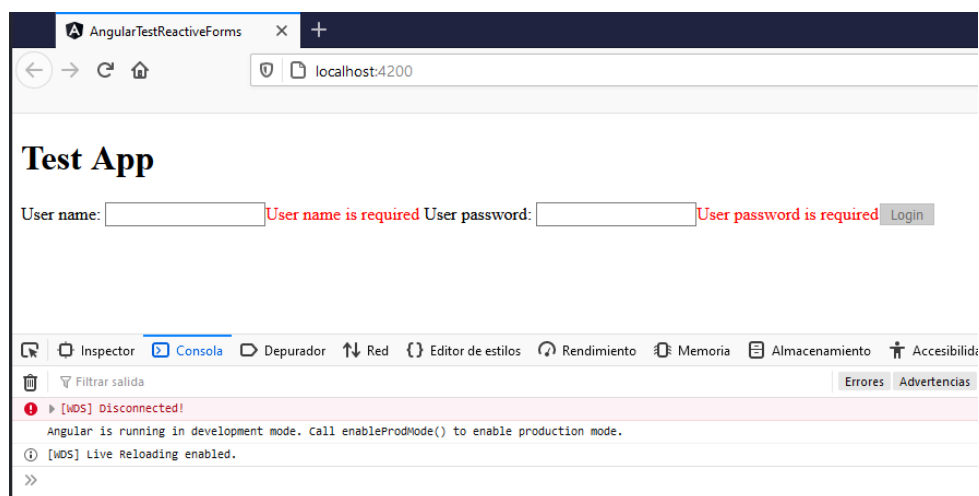 AngularTestReactiveForms
localhost:4200
Test App
User name: User name is required User password: User password is required Login
Inspector Consola Depurador Red Editor de estilos Rendimiento Memoria Almacenamiento Accesibilida
Filtrar salida Errores Advertencias
[WDS] Disconnected!
Angular is running in development mode. Call enableProdMode() to enable production mode.
[WDS] Live Reloading enabled.